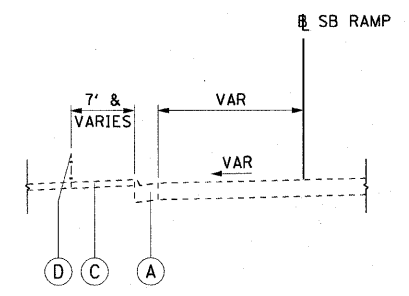 ℄ SB RAMP
7' &
VARIES
VAR
VAR
D
C
A